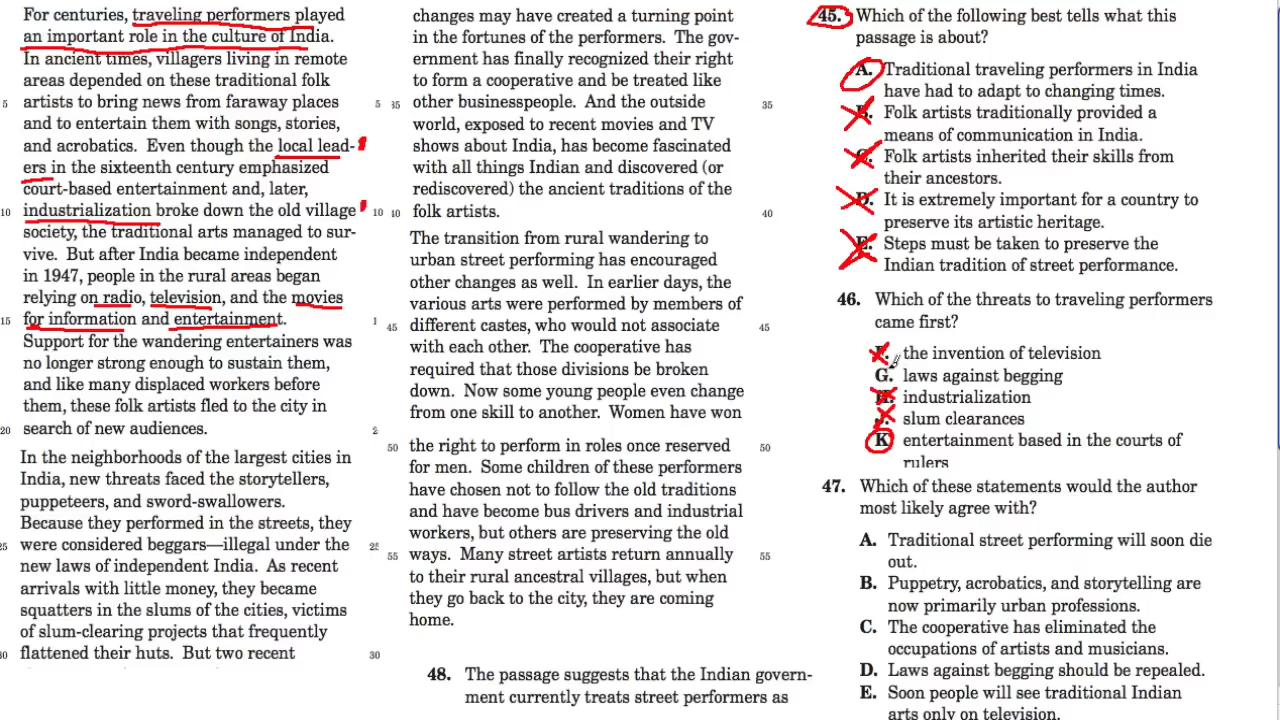 For centuries, traveling performers played
an important role in the culture of India.
In ancient times, villagers living in remote
areas depended on these traditional folk
5 artists to bring news from faraway places
and to entertain them with songs, stories,
and acrobatics. Even though the local lead-
ers in the sixteenth century emphasized
court-based entertainment and, later,
10 industrialization broke down the old village
society, the traditional arts managed to sur-
vive. But after India became independent
in 1947, people in the rural areas began
relying on radio, television, and the movies
15 for information and entertainment.
Support for the wandering entertainers was
no longer strong enough to sustain them,
and like many displaced workers before
them, these folk artists fled to the city in
20 search of new audiences.
In the neighborhoods of the largest cities in
India, new threats faced the storytellers,
puppeteers, and sword-swallowers.
Because they performed in the streets, they
25 were considered beggars—illegal under the
new laws of independent India. As recent
arrivals with little money, they became
squatters in the slums of the cities, victims
of slum-clearing projects that frequently
30 flattened their huts. But two recent
30
changes may have created a turning point
in the fortunes of the performers. The gov-
ernment has finally recognized their right
to form a cooperative and be treated like
5 35 other businesspeople. And the outside 35
world, exposed to recent movies and TV
shows about India, has become fascinated
with all things Indian and discovered (or
rediscovered) the ancient traditions of the
10 40 folk artists. 40
The transition from rural wandering to
urban street performing has encouraged
other changes as well. In earlier days, the
various arts were performed by members of
1 45 different castes, who would not associate 45
with each other. The cooperative has
required that those divisions be broken
down. Now some young people even change
from one skill to another. Women have won
2
50 the right to perform in roles once reserved 50
for men. Some children of these performers
have chosen not to follow the old traditions
and have become bus drivers and industrial
workers, but others are preserving the old
25 55 ways. Many street artists return annually 55
to their rural ancestral villages, but when
they go back to the city, they are coming
home.
48. The passage suggests that the Indian govern-
ment currently treats street performers as
45. Which of the following best tells what this
passage is about?
A. Traditional traveling performers in India
have had to adapt to changing times.
B. Folk artists traditionally provided a
means of communication in India.
C. Folk artists inherited their skills from
their ancestors.
D. It is extremely important for a country to
preserve its artistic heritage.
E. Steps must be taken to preserve the
Indian tradition of street performance.
46. Which of the threats to traveling performers
came first?
F. the invention of television
G. laws against begging
H. industrialization
J. slum clearances
K entertainment based in the courts of
rulers
47. Which of these statements would the author
most likely agree with?
A. Traditional street performing will soon die
out.
B. Puppetry, acrobatics, and storytelling are
now primarily urban professions.
C. The cooperative has eliminated the
occupations of artists and musicians.
D. Laws against begging should be repealed.
E. Soon people will see traditional Indian
arts only on television.